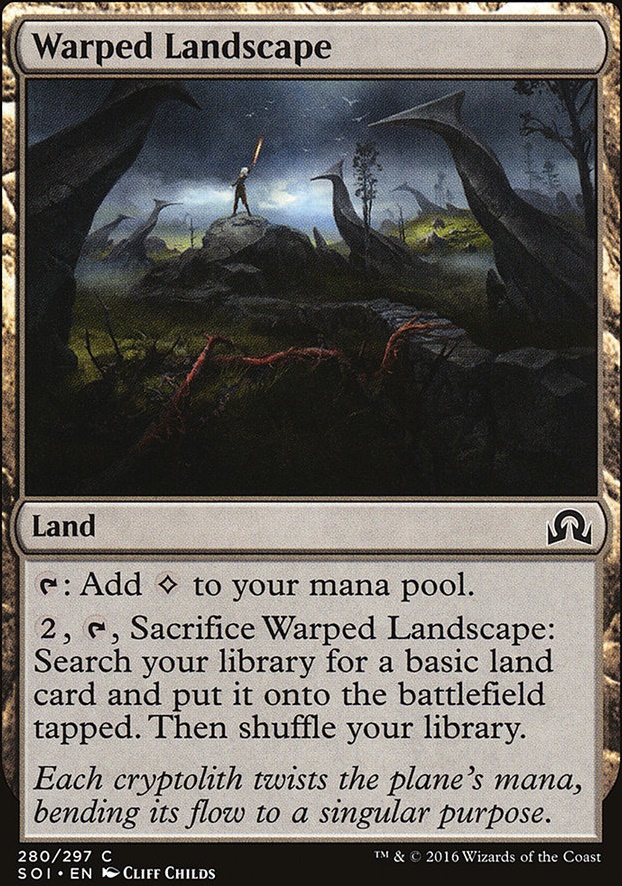 Warped Landscape
Land
: Add to your mana pool.
2, , Sacrifice Warped Landscape:
Search your library for a basic land
card and put it onto the battlefield
tapped. Then shuffle your library.
Each cryptolith twists the plane's mana,
bending its flow to a singular purpose.
280/297 C
SOI • EN Cliff Childs
™ & © 2016 Wizards of the Coast